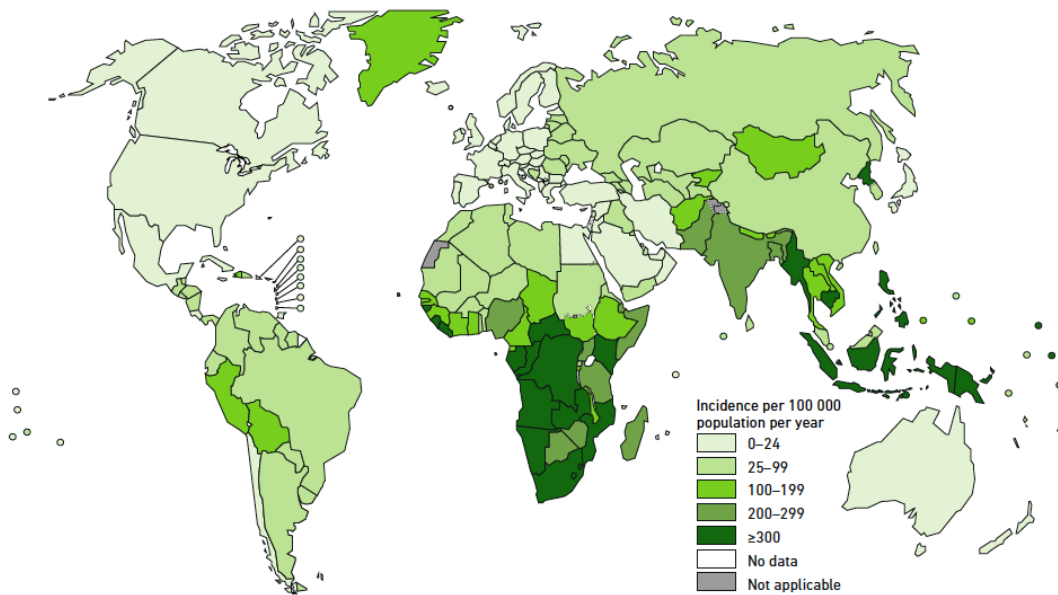 Incidence per 100 000
population per year
0–24
25–99
100–199
200–299
≥300
No data
Not applicable